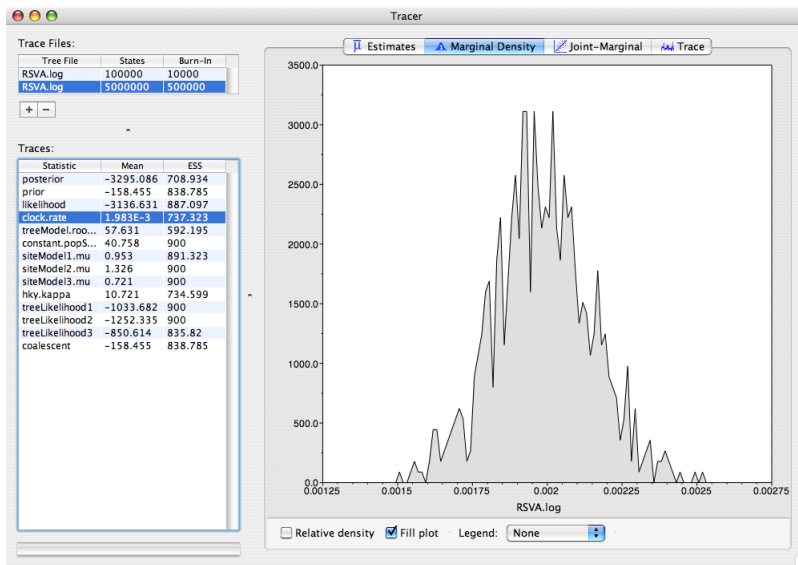 Tracer
Trace Files:
Tree File States Burn-In
RSVA.log 100000 10000
RSVA.log 5000000 500000
+ −
Traces:
Statistic Mean ESS
posterior -3295.086 708.934
prior -158.455 838.785
likelihood -3136.631 887.097
clock.rate 1.983E-3 737.323
treeModel.roo... 57.631 592.195
constant.popS... 40.758 900
siteModel1.mu 0.953 891.323
siteModel2.mu 1.326 900
siteModel3.mu 0.721 900
hky.kappa 10.721 734.599
treeLikelihood1 -1033.682 900
treeLikelihood2 -1252.335 900
treeLikelihood3 -850.614 835.82
coalescent -158.455 838.785
Estimates Marginal Density Joint-Marginal Trace
3500.0
3000.0
2500.0
2000.0
1500.0
1000.0
500.0
0.0
0.00125 0.0015 0.00175 0.002 0.00225 0.0025 0.00275
RSVA.log
Relative density Fill plot Legend: None